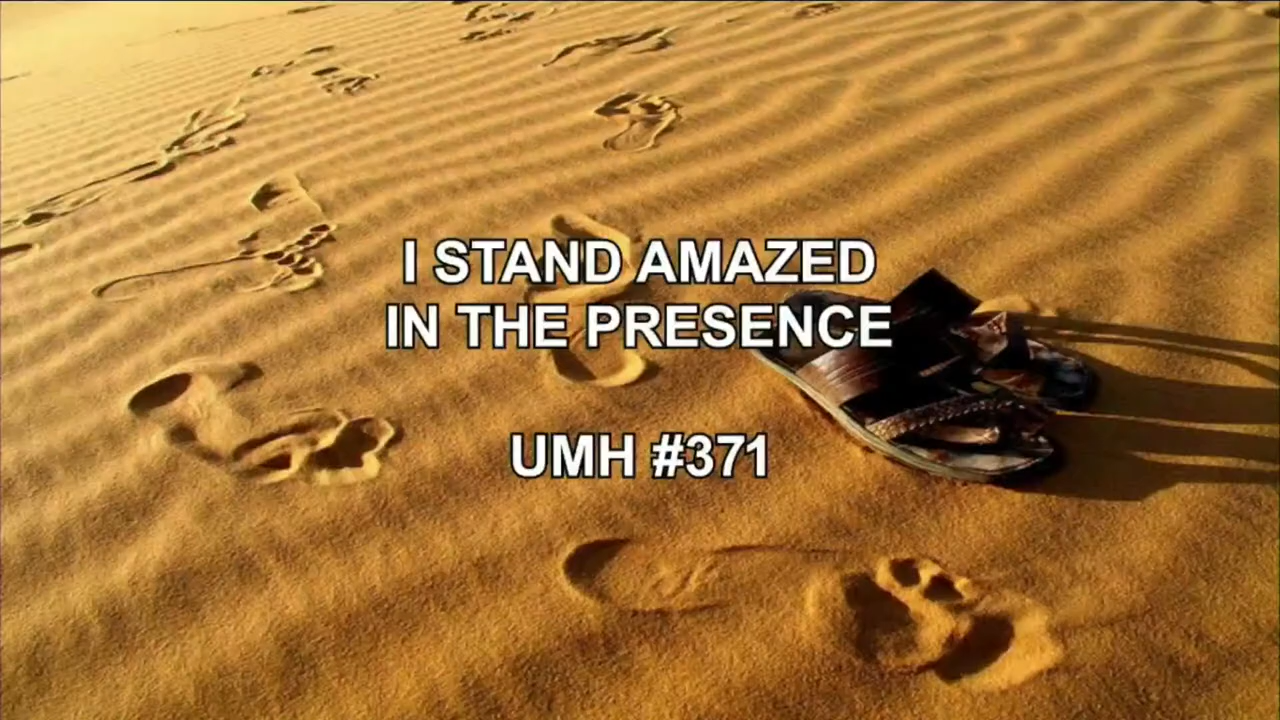 I STAND AMAZED
IN THE PRESENCE
UMH #371